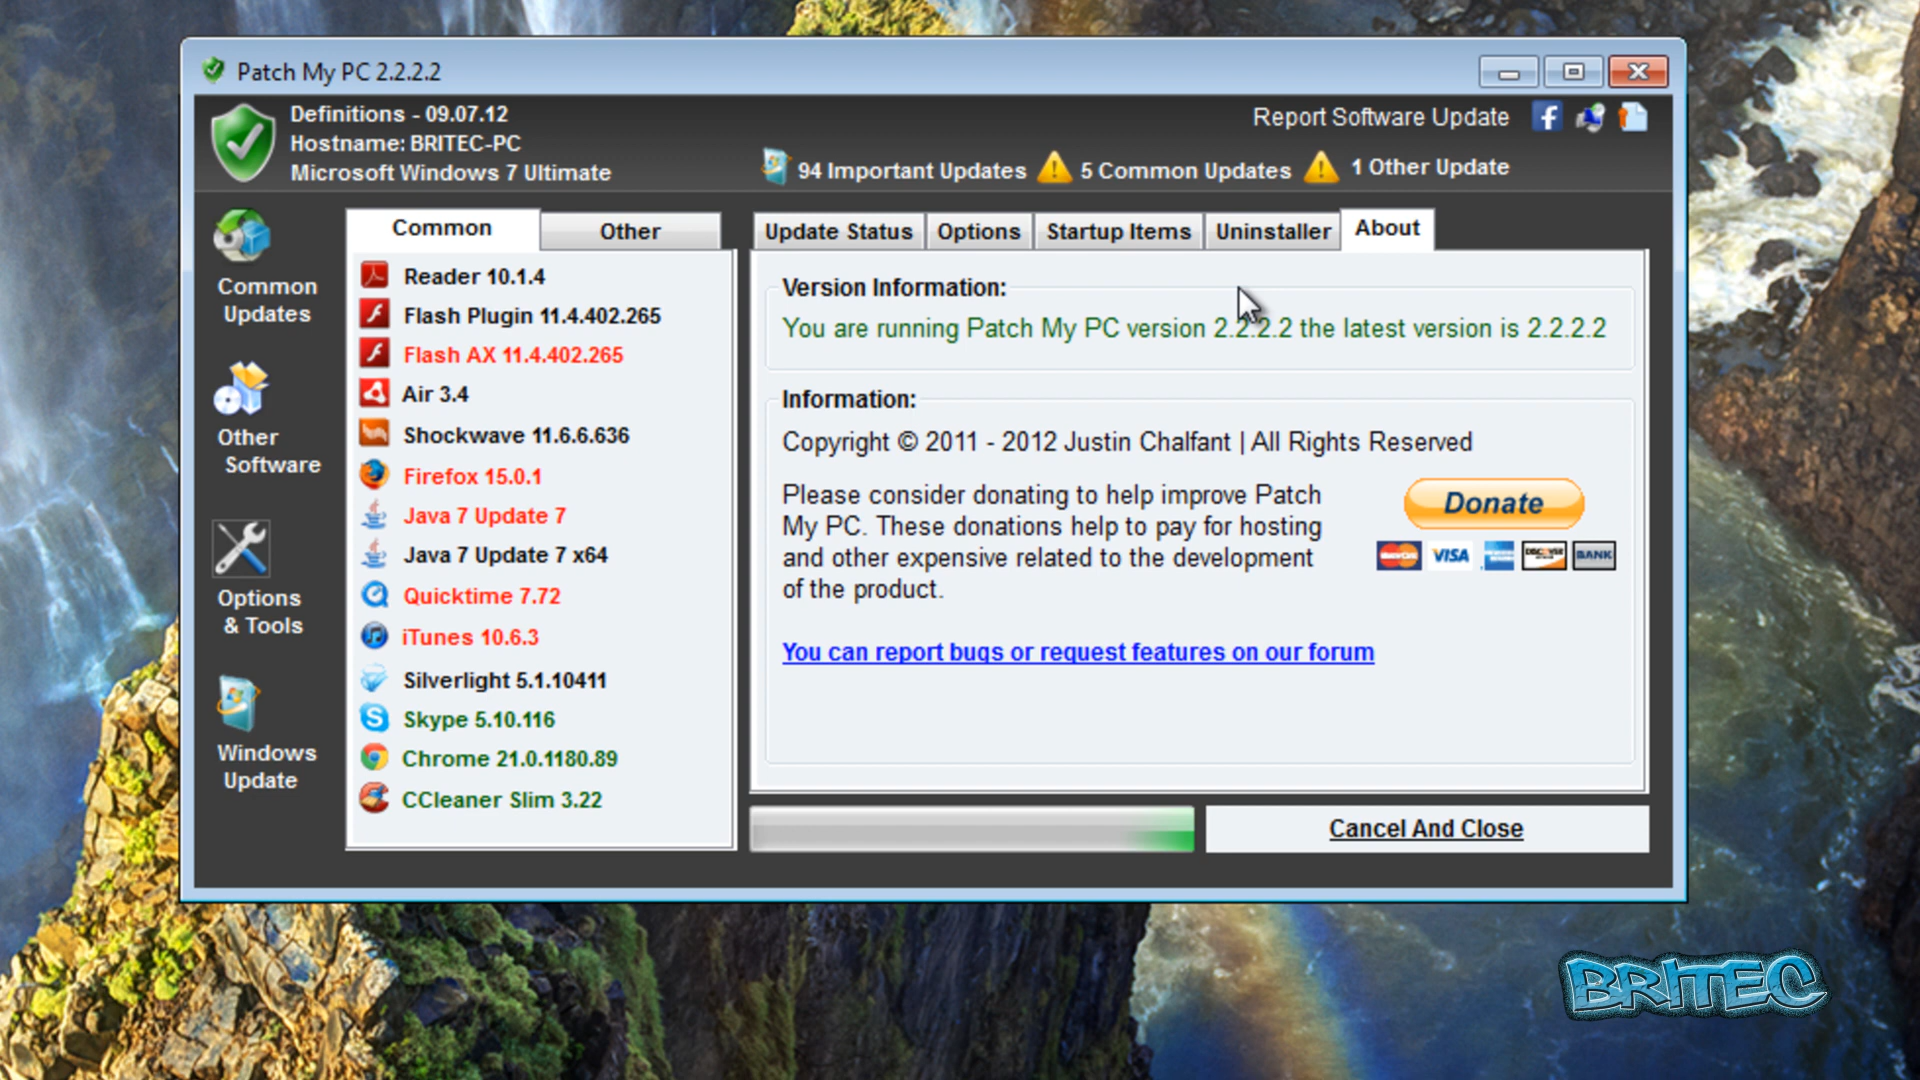 Patch My PC 2.2.2.2
Definitions - 09.07.12
Hostname: BRITEC-PC
Microsoft Windows 7 Ultimate
Report Software Update
94 Important Updates
5 Common Updates
1 Other Update
Common
Updates
Other
Software
Options
& Tools
Windows
Update
Common
Other
Reader 10.1.4
Flash Plugin 11.4.402.265
Flash AX 11.4.402.265
Air 3.4
Shockwave 11.6.6.636
Firefox 15.0.1
Java 7 Update 7
Java 7 Update 7 x64
Quicktime 7.72
iTunes 10.6.3
Silverlight 5.1.10411
Skype 5.10.116
Chrome 21.0.1180.89
CCleaner Slim 3.22
Update Status
Options
Startup Items
Uninstaller
About
Version Information:
You are running Patch My PC version 2.2.2.2 the latest version is 2.2.2.2
Information:
Copyright © 2011 - 2012 Justin Chalfant | All Rights Reserved
Please consider donating to help improve Patch
My PC. These donations help to pay for hosting
and other expensive related to the development
of the product.
Donate
VISA
BANK
You can report bugs or request features on our forum
Cancel And Close
BRITEC